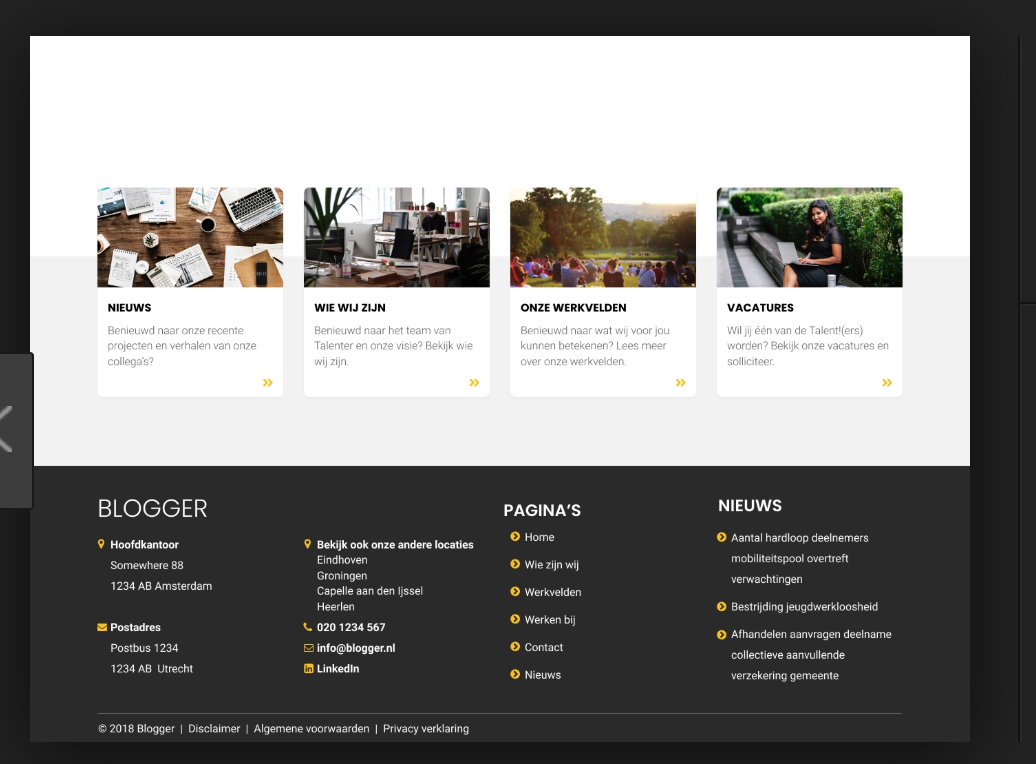 NIEUWS
Benieuwd naar onze recente
projecten en verhalen van onze
collega's?
WIE WIJ ZIJN
Benieuwd naar het team van
Talenter en onze visie? Bekijk wie
wij zijn.
ONZE WERKVELDEN
Benieuwd naar wat wij voor jou
kunnen betekenen? Lees meer
over onze werkvelden.
VACATURES
Wil jij één van de Talent!(ers)
worden? Bekijk onze vacatures en
solliciteer.
BLOGGER
Hoofdkantoor
Somewhere 88
1234 AB Amsterdam
Postadres
Postbus 1234
1234 AB  Utrecht
Bekijk ook onze andere locaties
Eindhoven
Groningen
Capelle aan den Ijssel
Heerlen
020 1234 567
info@blogger.nl
LinkedIn
PAGINA'S
Home
Wie zijn wij
Werkvelden
Werken bij
Contact
Nieuws
NIEUWS
Aantal hardloop deelnemers
mobiliteitspool overtreft
verwachtingen
Bestrijding jeugdwerkloosheid
Afhandelen aanvragen deelname
collectieve aanvullende
verzekering gemeente
© 2018 Blogger | Disclaimer | Algemene voorwaarden | Privacy verklaring